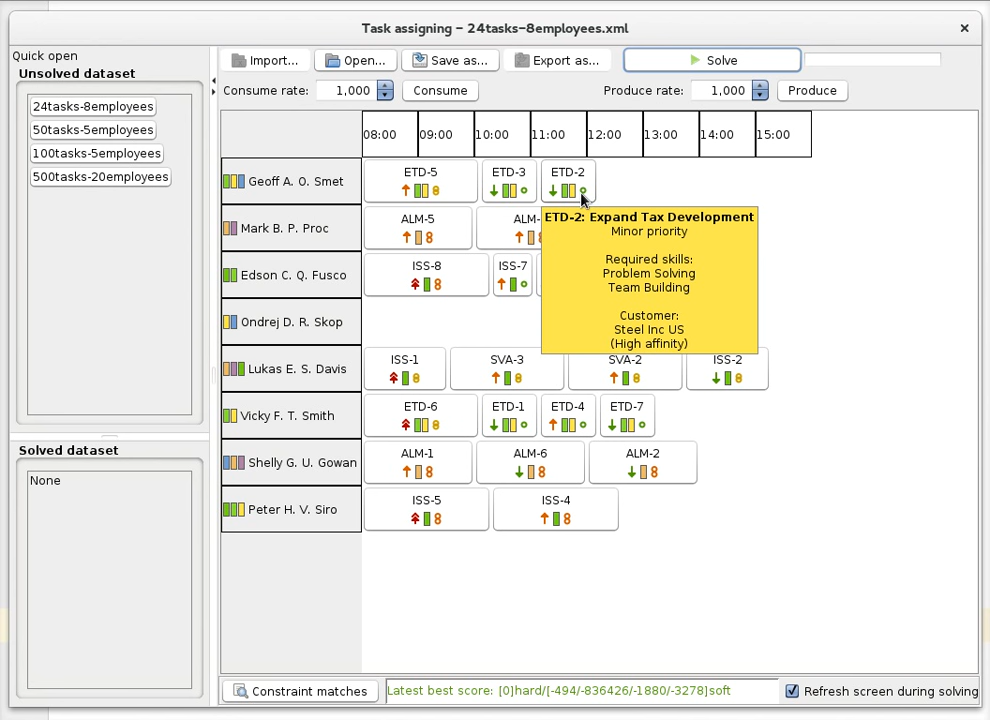 Task assigning – 24tasks-8employees.xml
Quick open
Unsolved dataset
24tasks-8employees
50tasks-5employees
100tasks-5employees
500tasks-20employees
Solved dataset
None
Import... Open... Save as... Export as... Solve
Consume rate: 1,000 Consume Produce rate: 1,000 Produce
08:00 09:00 10:00 11:00 12:00 13:00 14:00 15:00
Geoff A. O. Smet ETD-5 ETD-3 ETD-2
Mark B. P. Proc ALM-5 ALM-
Edson C. Q. Fusco ISS-8 ISS-7
Ondrej D. R. Skop
Lukas E. S. Davis ISS-1 SVA-3 SVA-2 ISS-2
Vicky F. T. Smith ETD-6 ETD-1 ETD-4 ETD-7
Shelly G. U. Gowan ALM-1 ALM-6 ALM-2
Peter H. V. Siro ISS-5 ISS-4
ETD-2: Expand Tax Development
Minor priority
Required skills:
Problem Solving
Team Building
Customer:
Steel Inc US
(High affinity)
Constraint matches Latest best score: [0]hard/[-494/-836426/-1880/-3278]soft Refresh screen during solving